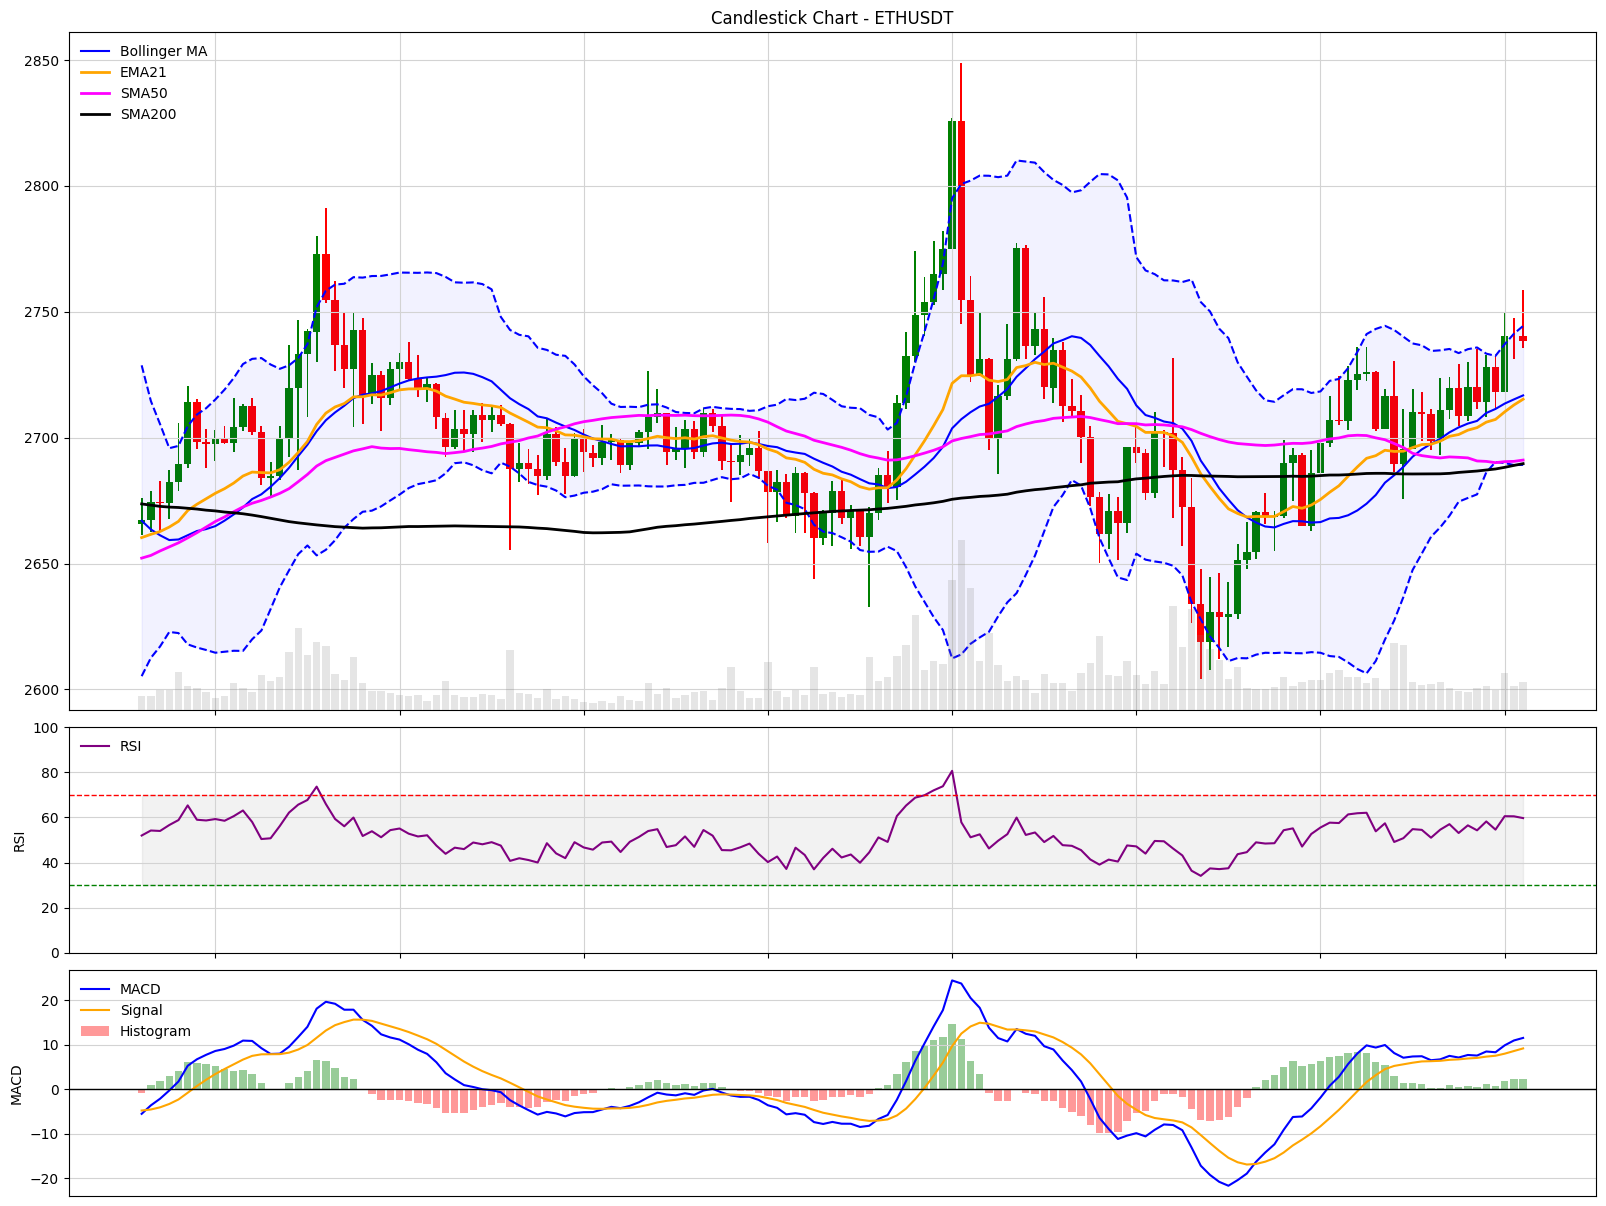 Candlestick Chart - ETHUSDT
Bollinger MA
EMA21
SMA50
SMA200
2850
2800
2750
2700
2650
2600
RSI
100
80
60
40
20
0
RSI
MACD
Signal
Histogram
20
10
0
−10
−20
MACD